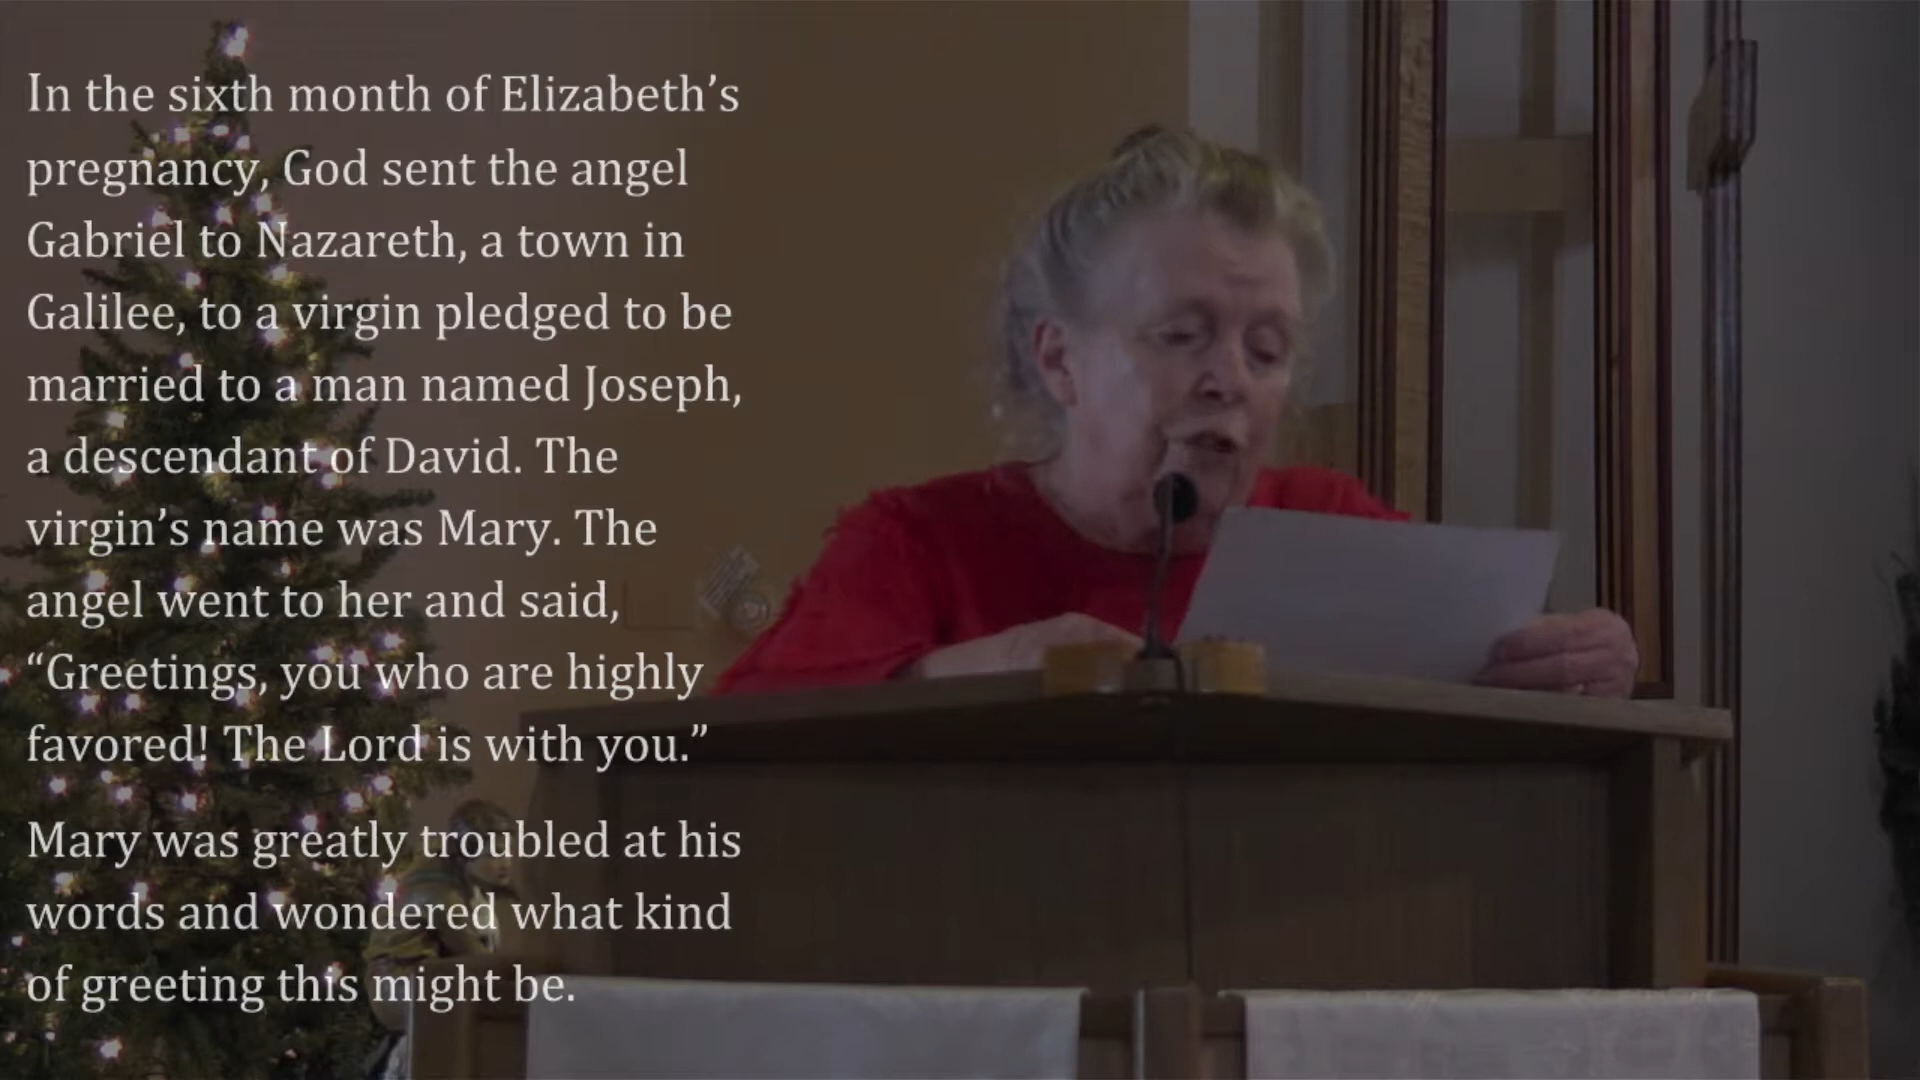 In the sixth month of Elizabeth’s
pregnancy, God sent the angel
Gabriel to Nazareth, a town in
Galilee, to a virgin pledged to be
married to a man named Joseph,
a descendant of David. The
virgin’s name was Mary. The
angel went to her and said,
“Greetings, you who are highly
favored! The Lord is with you.”
Mary was greatly troubled at his
words and wondered what kind
of greeting this might be.